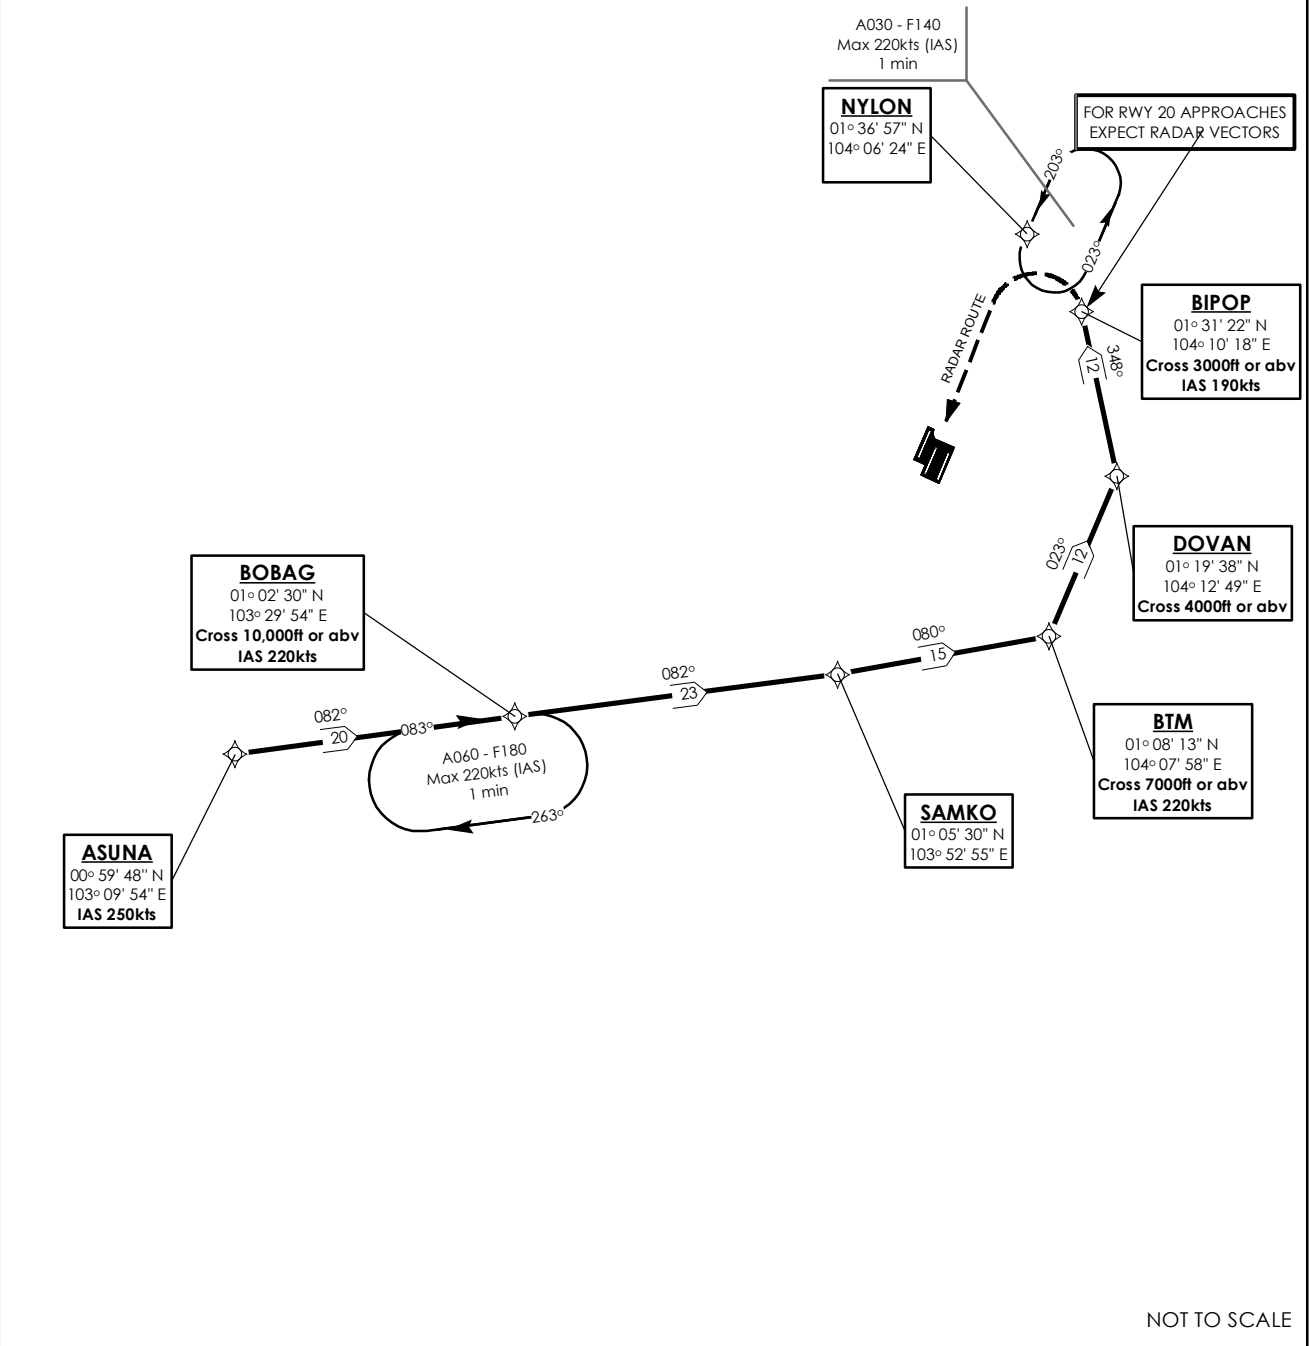 A030 - F140
Max 220kts (IAS)
1 min
NYLON
01° 36' 57" N
104° 06' 24" E
FOR RWY 20 APPROACHES
EXPECT RADAR VECTORS
203°
023°
RADAR ROUTE
BIPOP
01° 31' 22" N
104° 10' 18" E
Cross 3000ft or abv
IAS 190kts
348°
12
DOVAN
01° 19' 38" N
104° 12' 49" E
Cross 4000ft or abv
023°
12
BOBAG
01° 02' 30" N
103° 29' 54" E
Cross 10,000ft or abv
IAS 220kts
080°
15
082°
23
082°
20
083°
A060 - F180
Max 220kts (IAS)
1 min
263°
BTM
01° 08' 13" N
104° 07' 58" E
Cross 7000ft or abv
IAS 220kts
SAMKO
01° 05' 30" N
103° 52' 55" E
ASUNA
00° 59' 48" N
103° 09' 54" E
IAS 250kts
NOT TO SCALE